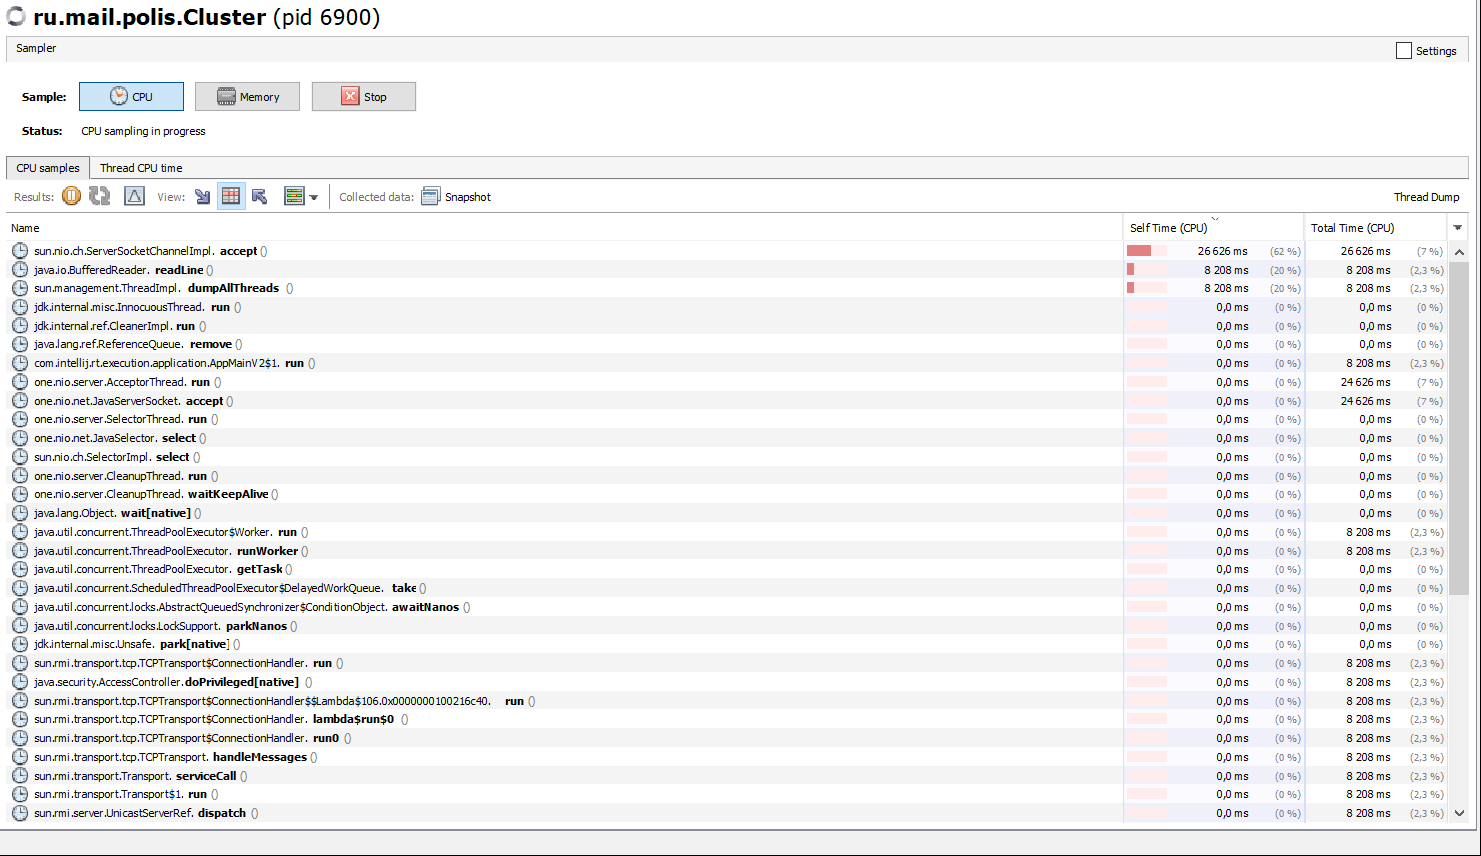 ru.mail.polis.Cluster (pid 6900)
Sampler
Settings
Sample: CPU Memory Stop
Status: CPU sampling in progress
CPU samples Thread CPU time
Results: View: Collected data: Snapshot Thread Dump
Name Self Time (CPU) Total Time (CPU)
sun.nio.ch.ServerSocketChannelImpl.accept () 26 626 ms (62 %) 26 626 ms (7 %)
java.io.BufferedReader.readLine () 8 208 ms (20 %) 8 208 ms (2,3 %)
sun.management.ThreadImpl.dumpAllThreads () 8 208 ms (20 %) 8 208 ms (2,3 %)
jdk.internal.misc.InnocuousThread.run () 0,0 ms (0 %) 0,0 ms (0 %)
jdk.internal.ref.CleanerImpl.run () 0,0 ms (0 %) 0,0 ms (0 %)
java.lang.ref.ReferenceQueue.remove () 0,0 ms (0 %) 0,0 ms (0 %)
com.intellij.rt.execution.application.AppMainV2$1.run () 0,0 ms (0 %) 8 208 ms (2,3 %)
one.nio.server.AcceptorThread.run () 0,0 ms (0 %) 24 626 ms (7 %)
one.nio.net.JavaServerSocket.accept () 0,0 ms (0 %) 24 626 ms (7 %)
one.nio.server.SelectorThread.run () 0,0 ms (0 %) 0,0 ms (0 %)
one.nio.net.JavaSelector.select () 0,0 ms (0 %) 0,0 ms (0 %)
sun.nio.ch.SelectorImpl.select () 0,0 ms (0 %) 0,0 ms (0 %)
one.nio.server.CleanupThread.run () 0,0 ms (0 %) 0,0 ms (0 %)
one.nio.server.CleanupThread.waitKeepAlive () 0,0 ms (0 %) 0,0 ms (0 %)
java.lang.Object.wait[native] () 0,0 ms (0 %) 0,0 ms (0 %)
java.util.concurrent.ThreadPoolExecutor$Worker.run () 0,0 ms (0 %) 8 208 ms (2,3 %)
java.util.concurrent.ThreadPoolExecutor.runWorker () 0,0 ms (0 %) 8 208 ms (2,3 %)
java.util.concurrent.ThreadPoolExecutor.getTask () 0,0 ms (0 %) 0,0 ms (0 %)
java.util.concurrent.ScheduledThreadPoolExecutor$DelayedWorkQueue.take () 0,0 ms (0 %) 0,0 ms (0 %)
java.util.concurrent.locks.AbstractQueuedSynchronizer$ConditionObject.awaitNanos () 0,0 ms (0 %) 0,0 ms (0 %)
java.util.concurrent.locks.LockSupport.parkNanos () 0,0 ms (0 %) 0,0 ms (0 %)
jdk.internal.misc.Unsafe.park[native] () 0,0 ms (0 %) 0,0 ms (0 %)
sun.rmi.transport.tcp.TCPTransport$ConnectionHandler.run () 0,0 ms (0 %) 8 208 ms (2,3 %)
java.security.AccessController.doPrivileged[native] () 0,0 ms (0 %) 8 208 ms (2,3 %)
sun.rmi.transport.tcp.TCPTransport$ConnectionHandler$$Lambda$106.0x0000000100216c40.run () 0,0 ms (0 %) 8 208 ms (2,3 %)
sun.rmi.transport.tcp.TCPTransport$ConnectionHandler.lambda$run$0 () 0,0 ms (0 %) 8 208 ms (2,3 %)
sun.rmi.transport.tcp.TCPTransport$ConnectionHandler.run0 () 0,0 ms (0 %) 8 208 ms (2,3 %)
sun.rmi.transport.tcp.TCPTransport.handleMessages () 0,0 ms (0 %) 8 208 ms (2,3 %)
sun.rmi.transport.Transport.serviceCall () 0,0 ms (0 %) 8 208 ms (2,3 %)
sun.rmi.transport.Transport$1.run () 0,0 ms (0 %) 8 208 ms (2,3 %)
sun.rmi.server.UnicastServerRef.dispatch () 0,0 ms (0 %) 8 208 ms (2,3 %)